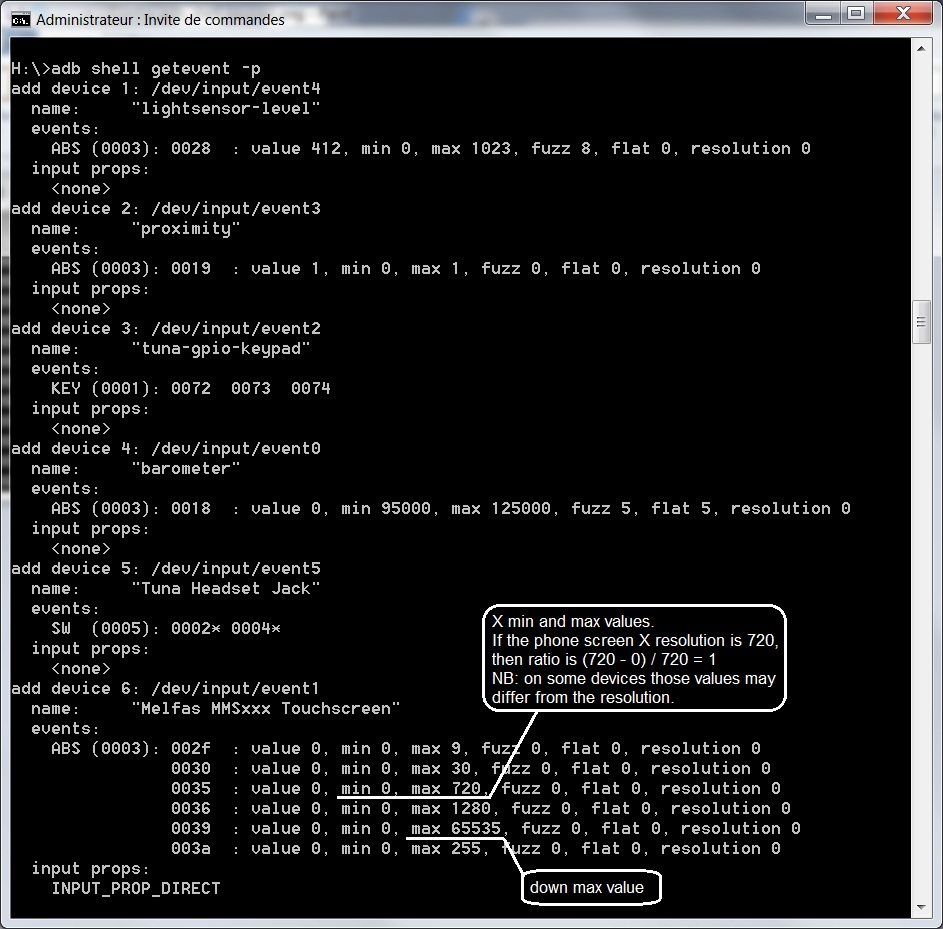 Administrateur : Invite de commandes
H:\>adb shell getevent -p
add device 1: /dev/input/event4
name: "lightsensor-level"
events:
ABS (0003): 0028 : value 412, min 0, max 1023, fuzz 8, flat 0, resolution 0
input props:
<none>
add device 2: /dev/input/event3
name: "proximity"
events:
ABS (0003): 0019 : value 1, min 0, max 1, fuzz 0, flat 0, resolution 0
input props:
<none>
add device 3: /dev/input/event2
name: "tuna-gpio-keypad"
events:
KEY (0001): 0072 0073 0074
input props:
<none>
add device 4: /dev/input/event0
name: "barometer"
events:
ABS (0003): 0018 : value 0, min 95000, max 125000, fuzz 5, flat 5, resolution 0
input props:
<none>
add device 5: /dev/input/event5
name: "Tuna Headset Jack"
events:
SW (0005): 0002* 0004*
input props:
<none>
add device 6: /dev/input/event1
name: "Melfas MMSxxx Touchscreen"
events:
ABS (0003): 002f : value 0, min 0, max 9, fuzz 0, flat 0, resolution 0
0030 : value 0, min 0, max 30, fuzz 0, flat 0, resolution 0
0035 : value 0, min 0, max 720, fuzz 0, flat 0, resolution 0
0036 : value 0, min 0, max 1280, fuzz 0, flat 0, resolution 0
0039 : value 0, min 0, max 65535, fuzz 0, flat 0, resolution 0
003a : value 0, min 0, max 255, fuzz 0, flat 0, resolution 0
input props:
INPUT_PROP_DIRECT
X min and max values.
If the phone screen X resolution is 720,
then ratio is (720 - 0) / 720 = 1
NB: on some devices those values may
differ from the resolution.
down max value